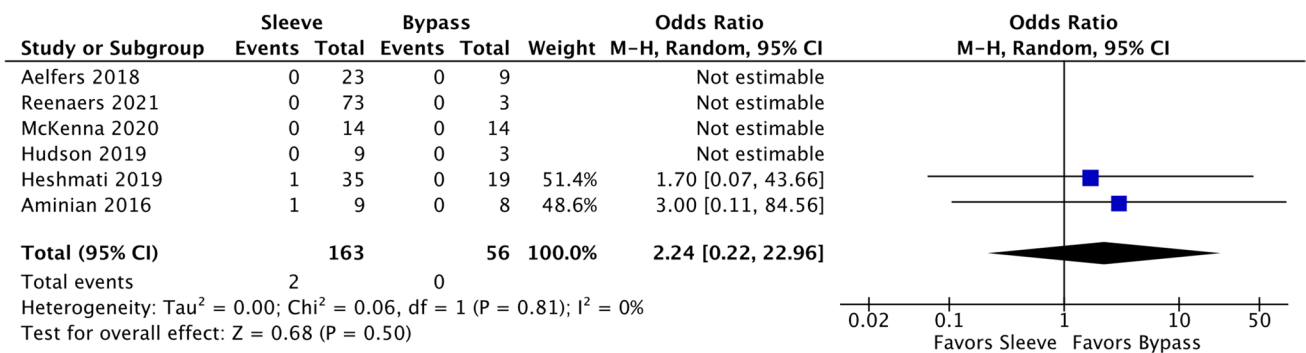 Sleeve Bypass Odds Ratio Odds Ratio
Study or Subgroup Events Total Events Total Weight M-H, Random, 95% CI M-H, Random, 95% CI
Aelfers 2018 0 23 0 9 Not estimable
Reenaers 2021 0 73 0 3 Not estimable
McKenna 2020 0 14 0 14 Not estimable
Hudson 2019 0 9 0 3 Not estimable
Heshmati 2019 1 35 0 19 51.4% 1.70 [0.07, 43.66]
Aminian 2016 1 9 0 8 48.6% 3.00 [0.11, 84.56]
Total (95% CI) 163 56 100.0% 2.24 [0.22, 22.96]
Total events 2 0
Heterogeneity: Tau² = 0.00; Chi² = 0.06, df = 1 (P = 0.81); I² = 0%
Test for overall effect: Z = 0.68 (P = 0.50)
0.02 0.1 1 10 50
Favors Sleeve Favors Bypass